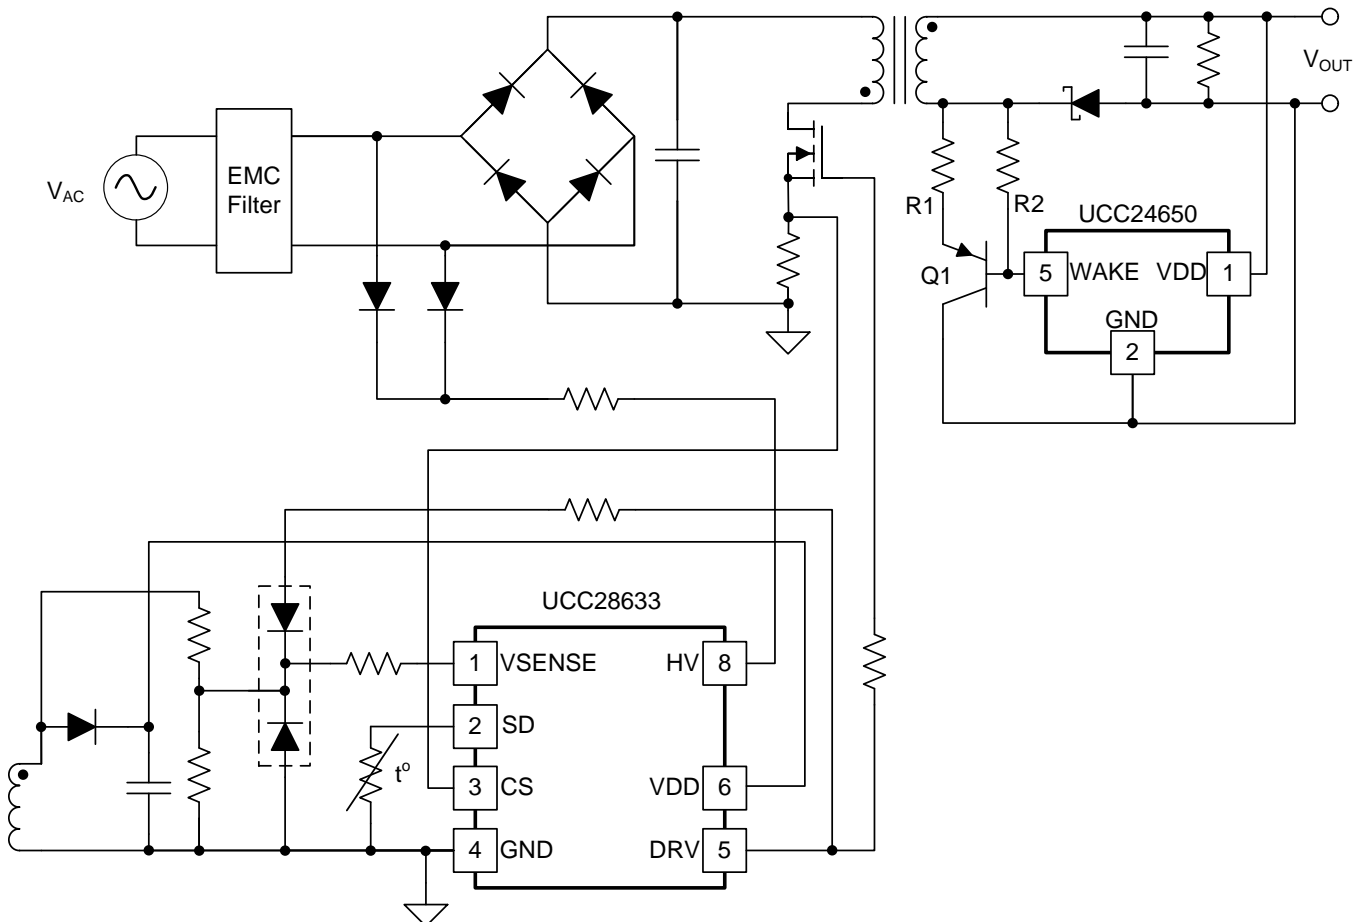 V_OUT
EMC
Filter
V_AC
R1
R2
UCC24650
Q1
5
WAKE
VDD
1
GND
2
UCC28633
1
VSENSE
HV
8
2
SD
t°
3
CS
VDD
6
4
GND
DRV
5